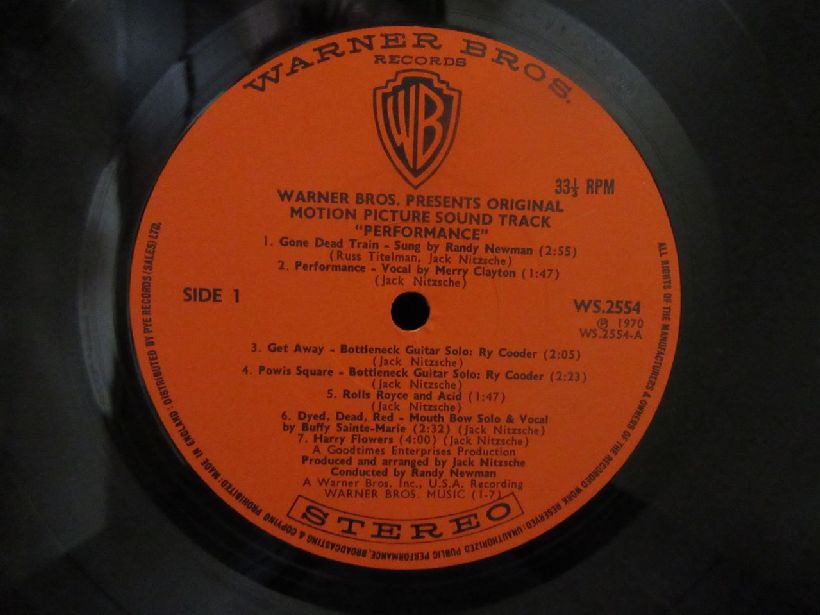 WARNER BROS.
RECORDS
WB
33⅓ RPM
WARNER BROS. PRESENTS ORIGINAL
MOTION PICTURE SOUND TRACK
"PERFORMANCE"
1. Gone Dead Train - Sung by Randy Newman (2:55)
(Russ Titelman, Jack Nitzsche)
2. Performance - Vocal by Merry Clayton (1:47)
(Jack Nitzsche)
SIDE 1
WS.2554
℗ 1970
WS.2554-A
3. Get Away - Bottleneck Guitar Solo: Ry Cooder (2:05)
(Jack Nitzsche)
4. Powis Square - Bottleneck Guitar Solo: Ry Cooder (2:23)
(Jack Nitzsche)
5. Rolls Royce and Acid (1:47)
(Jack Nitzsche)
6. Dyed, Dead, Red - Mouth Bow Solo & Vocal
by Buffy Sainte-Marie (2:32) (Jack Nitzsche)
7. Harry Flowers (4:00) (Jack Nitzsche)
A Goodtimes Enterprises Production
Produced and arranged by Jack Nitzsche
Conducted by Randy Newman
A Warner Bros. Inc., U.S.A. Recording
WARNER BROS. MUSIC (1-7)
STEREO
ALL RIGHTS OF THE MANUFACTURERS & OWNERS OF THE RECORDED WORK RESERVED·UNAUTHORIZED PUBLIC PERFORMANCE, BROADCASTING & COPYING PROHIBITED·MADE IN ENGLAND·DISTRIBUTED BY PYE RECORDS (SALES) LTD.